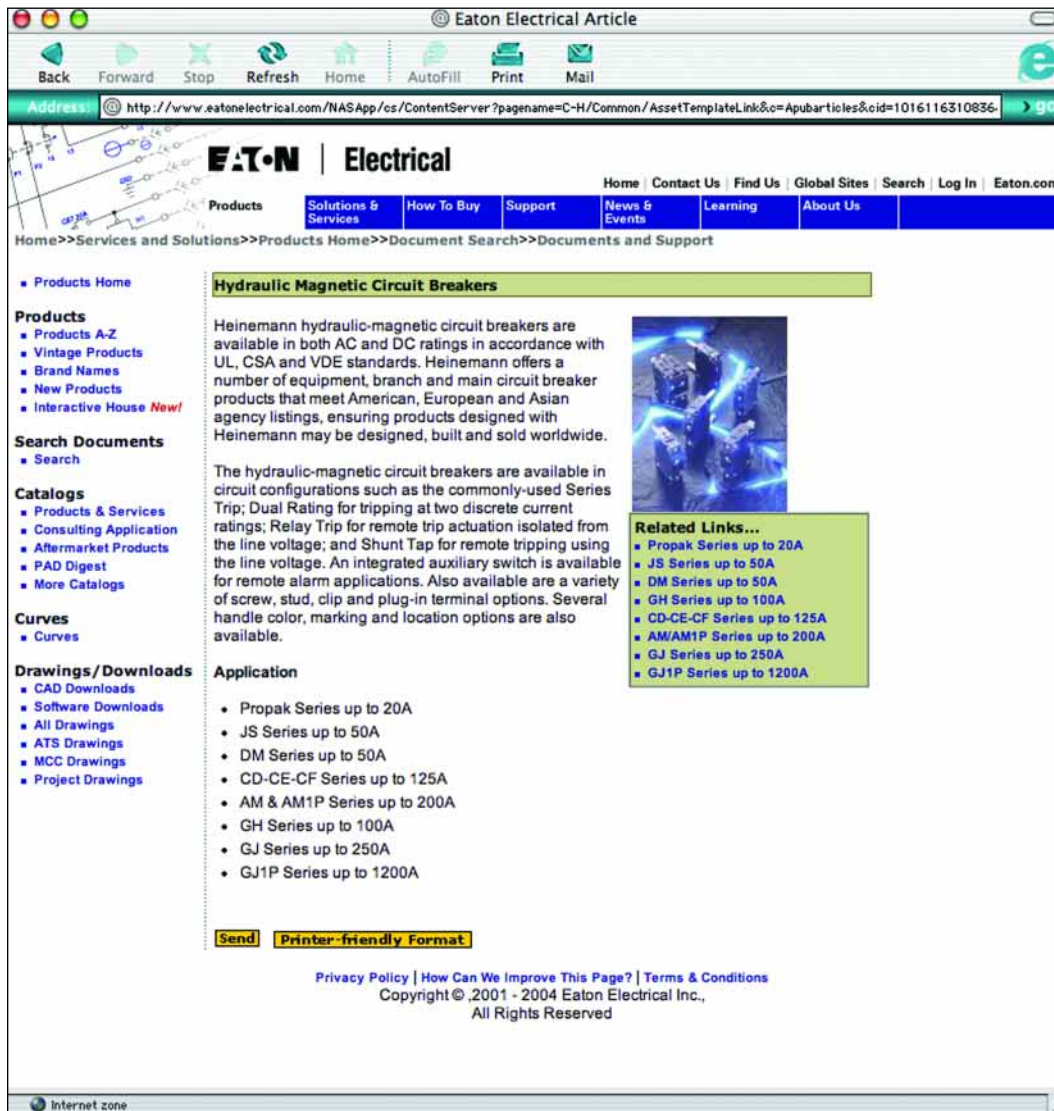 Eaton Electrical Article
Back Forward Stop Refresh Home AutoFill Print Mail
Address: http://www.eatonelectrical.com/NASApp/cs/ContentServer?pagename=C-H/Common/AssetTemplateLink&c=Apubarticles&cid=1016116310836- go
EATON | Electrical
Home | Contact Us | Find Us | Global Sites | Search | Log In | Eaton.com
Products Solutions & Services How To Buy Support News & Events Learning About Us
Home>>Services and Solutions>>Products Home>>Document Search>>Documents and Support
Products Home
Products
Products A-Z
Vintage Products
Brand Names
New Products
Interactive House New!
Search Documents
Search
Catalogs
Products & Services
Consulting Application
Aftermarket Products
PAD Digest
More Catalogs
Curves
Curves
Drawings/Downloads
CAD Downloads
Software Downloads
All Drawings
ATS Drawings
MCC Drawings
Project Drawings
Hydraulic Magnetic Circuit Breakers
Heinemann hydraulic-magnetic circuit breakers are
available in both AC and DC ratings in accordance with
UL, CSA and VDE standards. Heinemann offers a
number of equipment, branch and main circuit breaker
products that meet American, European and Asian
agency listings, ensuring products designed with
Heinemann may be designed, built and sold worldwide.
The hydraulic-magnetic circuit breakers are available in
circuit configurations such as the commonly-used Series
Trip; Dual Rating for tripping at two discrete current
ratings; Relay Trip for remote trip actuation isolated from
the line voltage; and Shunt Tap for remote tripping using
the line voltage. An integrated auxiliary switch is available
for remote alarm applications. Also available are a variety
of screw, stud, clip and plug-in terminal options. Several
handle color, marking and location options are also
available.
Application
• Propak Series up to 20A
• JS Series up to 50A
• DM Series up to 50A
• CD-CE-CF Series up to 125A
• AM & AM1P Series up to 200A
• GH Series up to 100A
• GJ Series up to 250A
• GJ1P Series up to 1200A
Related Links...
Propak Series up to 20A
JS Series up to 50A
DM Series up to 50A
GH Series up to 100A
CD-CE-CF Series up to 125A
AM/AM1P Series up to 200A
GJ Series up to 250A
GJ1P Series up to 1200A
Send Printer-friendly Format
Privacy Policy | How Can We Improve This Page? | Terms & Conditions
Copyright © ,2001 - 2004 Eaton Electrical Inc.,
All Rights Reserved
Internet zone